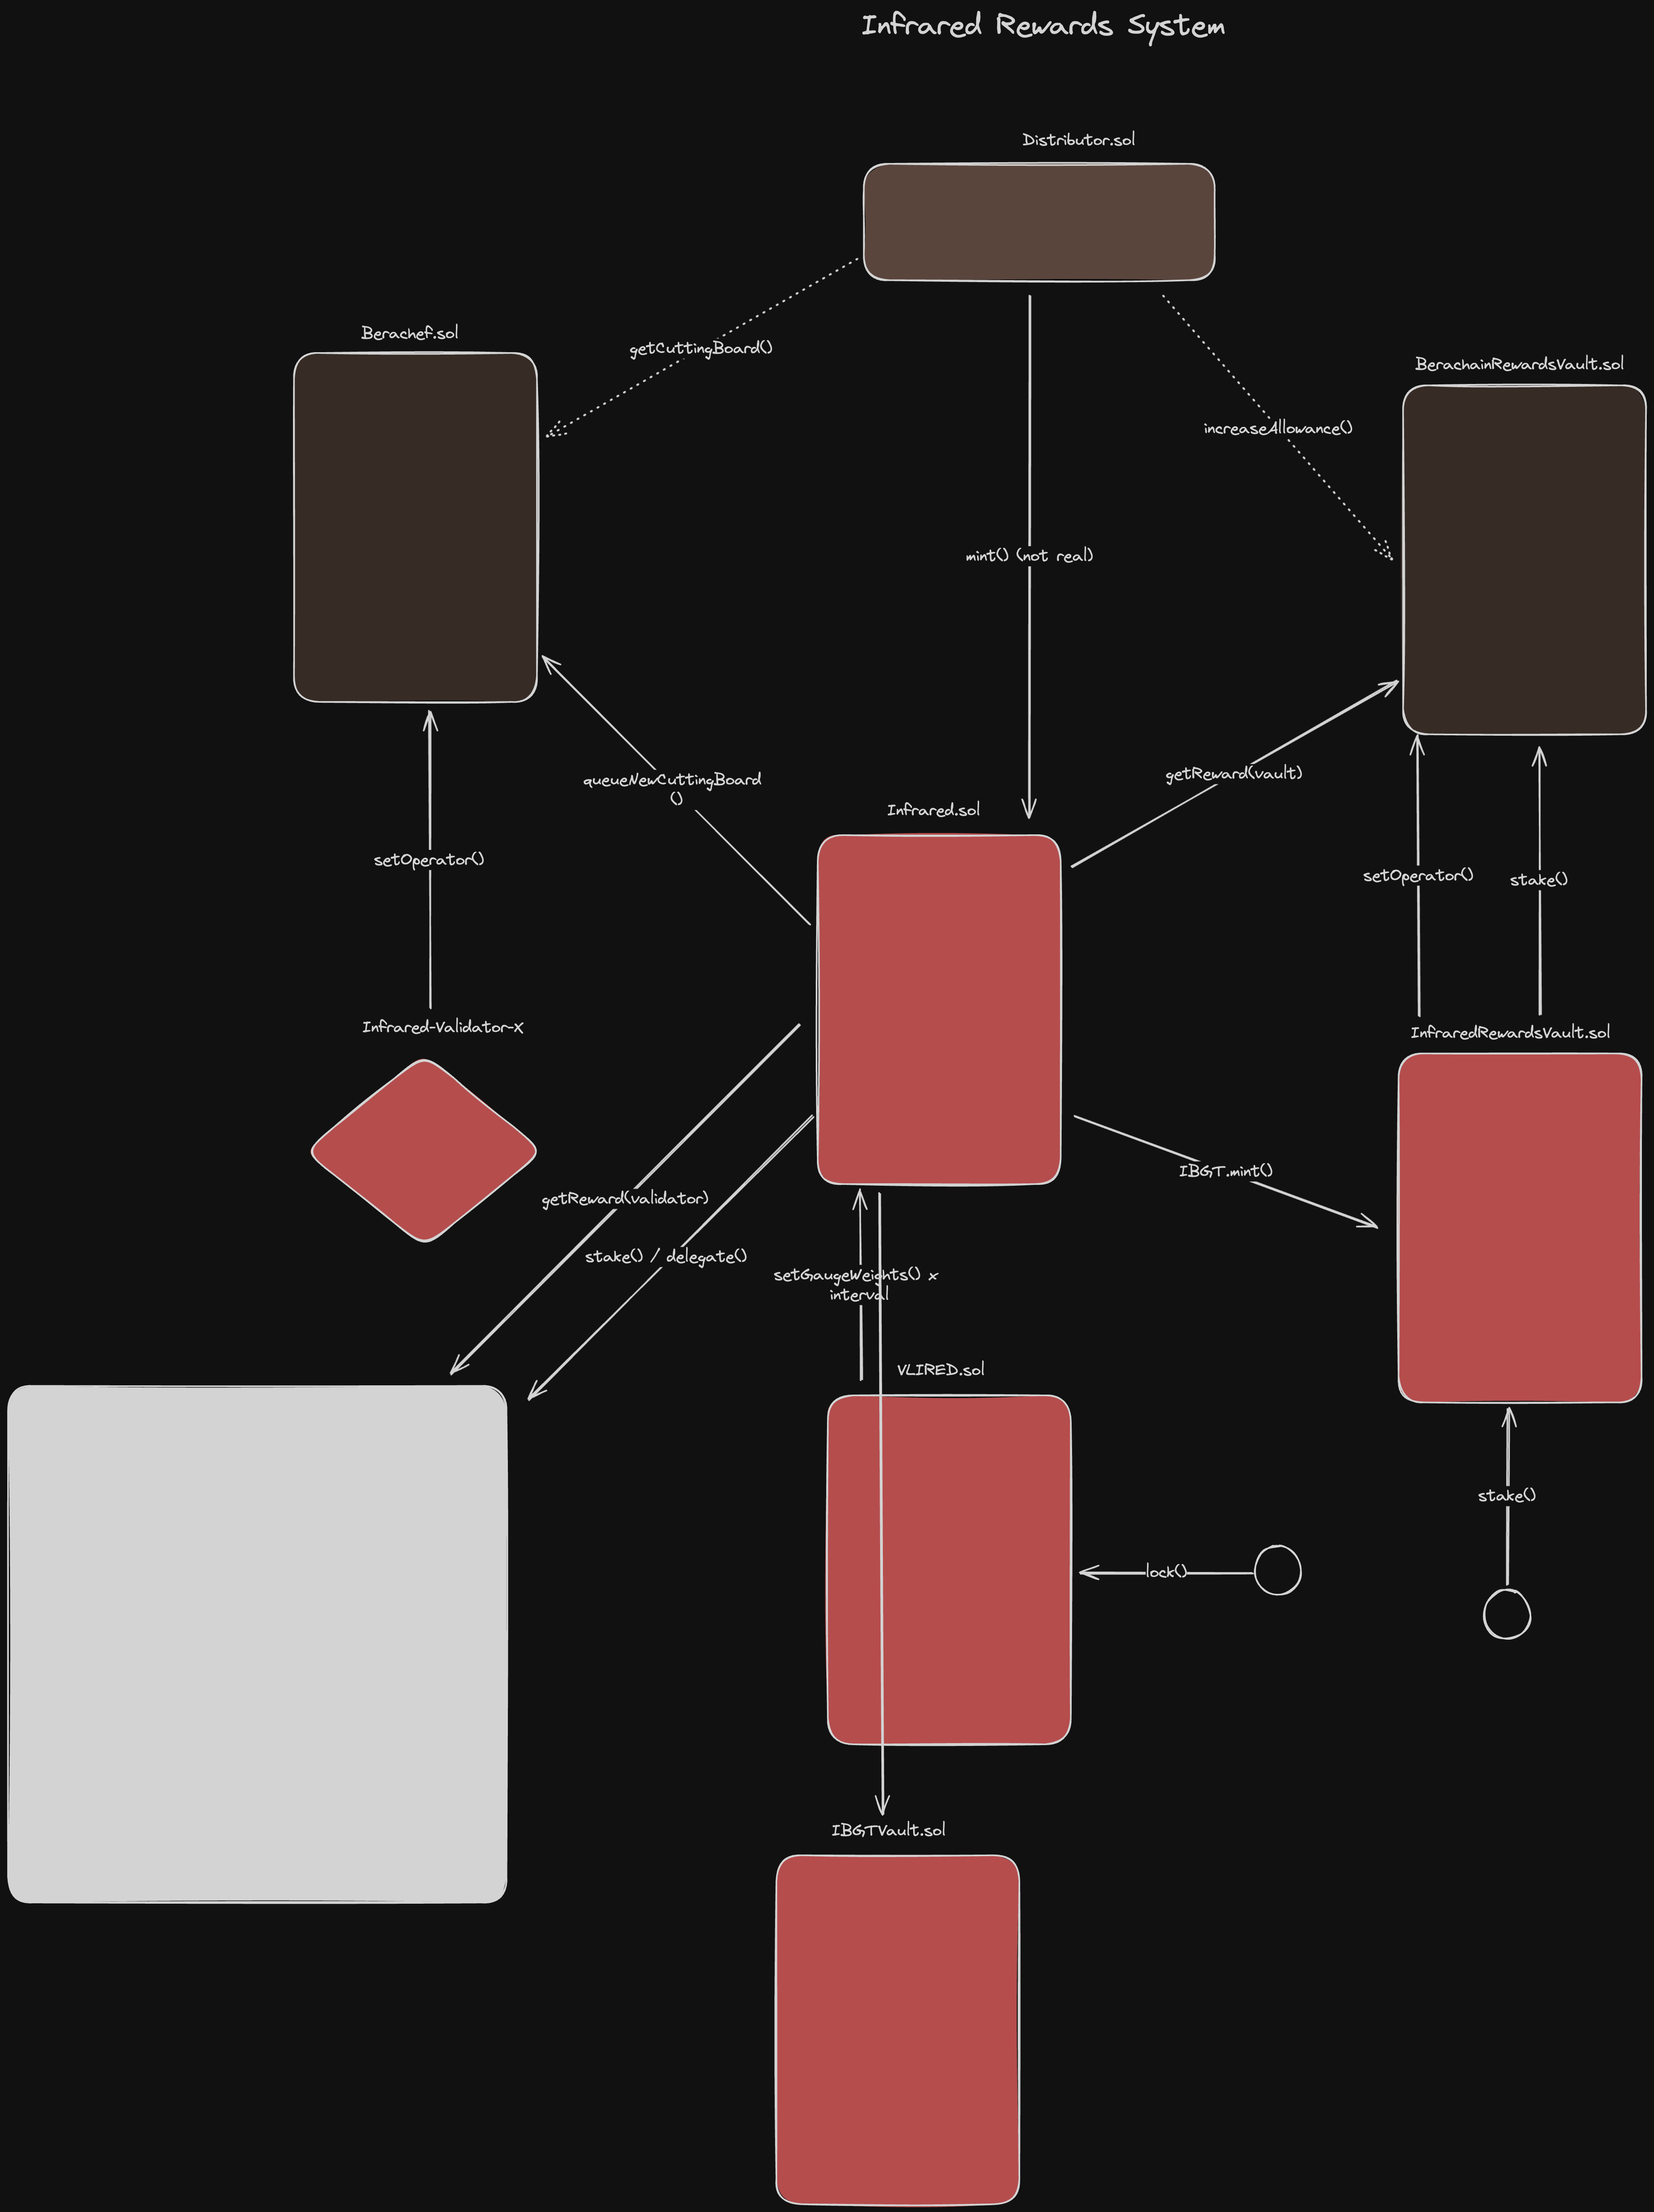 Infrared Rewards System
Distributor.sol
Berachef.sol
getCuttingBoard()
BerachainRewardsVault.sol
increaseAllowance()
mint() (not real)
queueNewCuttingBoard
()
getReward(vault)
Infrared.sol
setOperator()
setOperator()
stake()
Infrared-Validator-X
InfraredRewardsVault.sol
IBGT.mint()
getReward(validator)
stake() / delegate()
setGaugeWeights() x
interval
VLIRED.sol
stake()
lock()
IBGTVault.sol